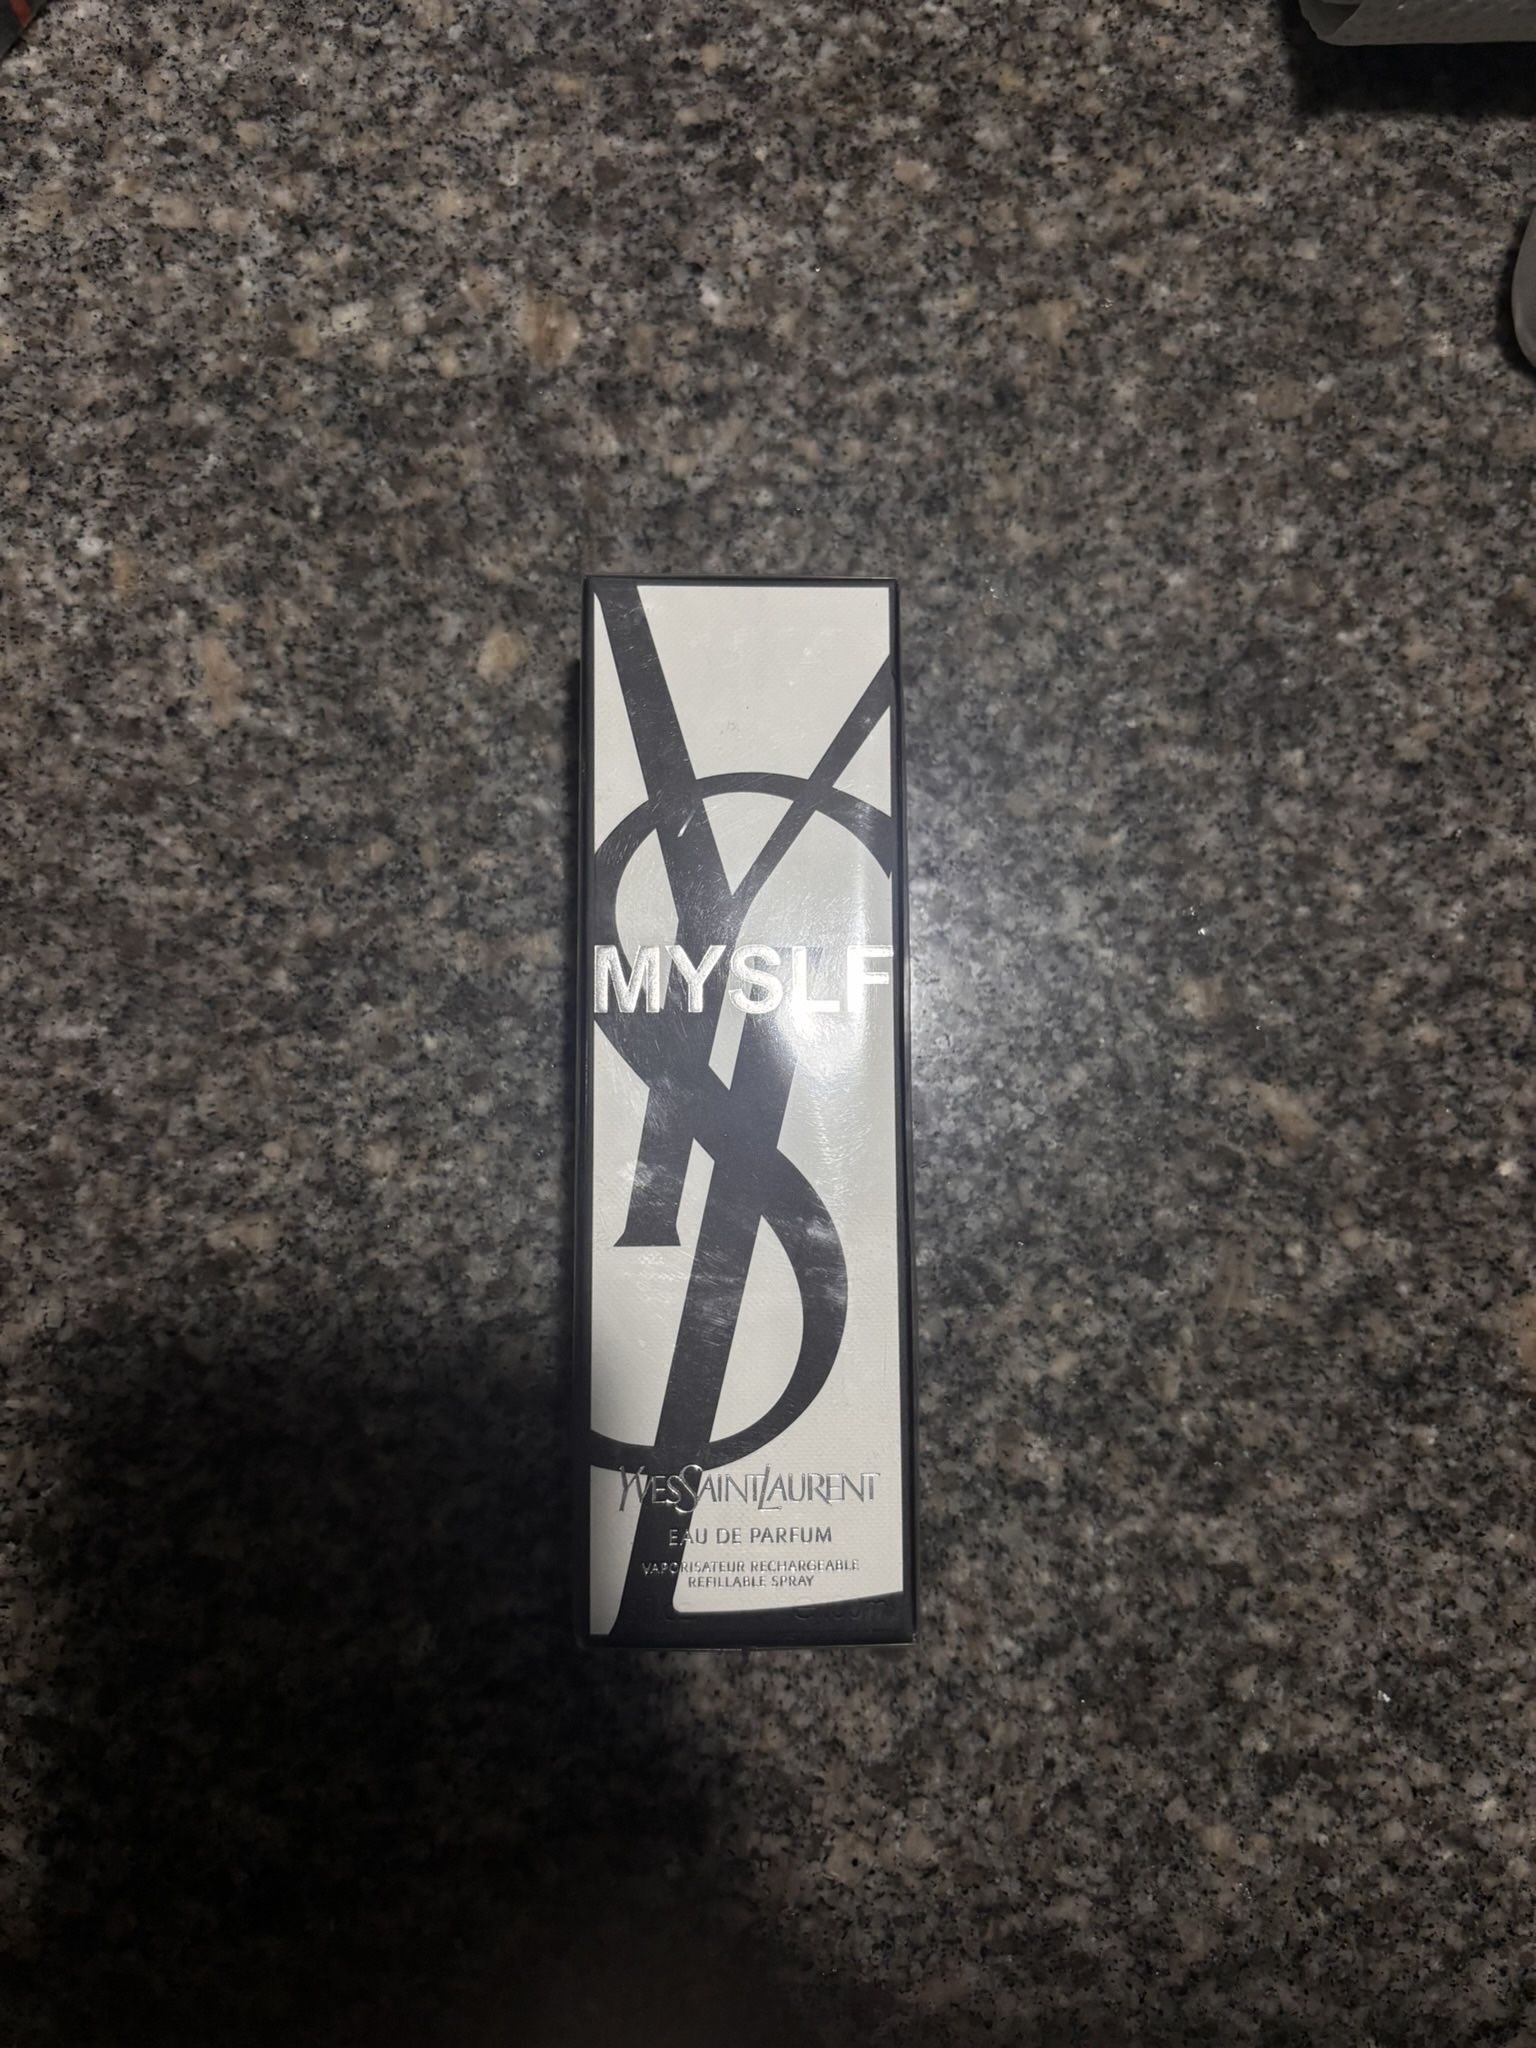 MYSLF
YVESSAINTLAURENT
EAU DE PARFUM
VAPORISATEUR RECHARGEABLE
REFILLABLE SPRAY